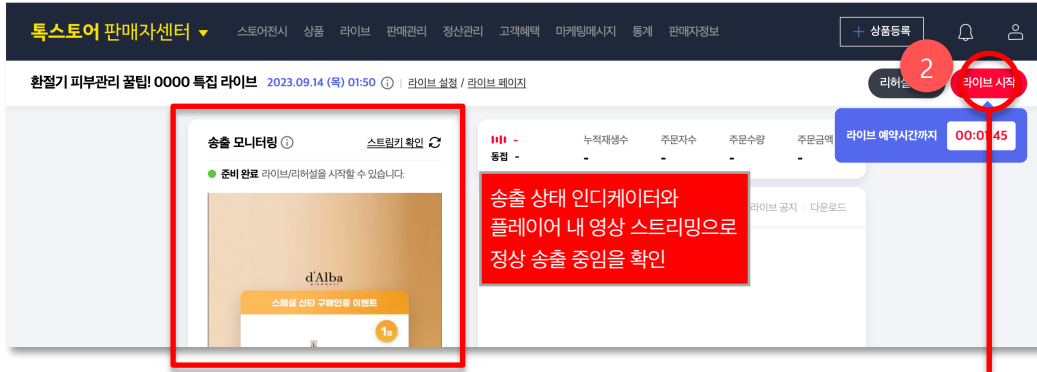 톡스토어 판매자센터 ▼ 스토어전시 상품 라이브 판매관리 정산관리 고객혜택 마케팅메시지 통계 판매자정보 + 상품등록
환절기 피부관리 꿀팁! 0000 특집 라이브 2023.09.14 (목) 01:50 라이브 설정 / 라이브 페이지
2
라이브 시작
라이브 예약시간까지
송출 모니터링 스트림키 확인
준비 완료 라이브/리허설을 시작할 수 있습니다.
d'Alba
스페셜 산타 구매인증 이벤트
1명
- 누적재생수 주문자수 주문수량 주문금액
동접 - - - - -
송출 상태 인디케이터와
플레이어 내 영상 스트리밍으로
정상 송출 중임을 확인
라이브 공지 | 다운로드